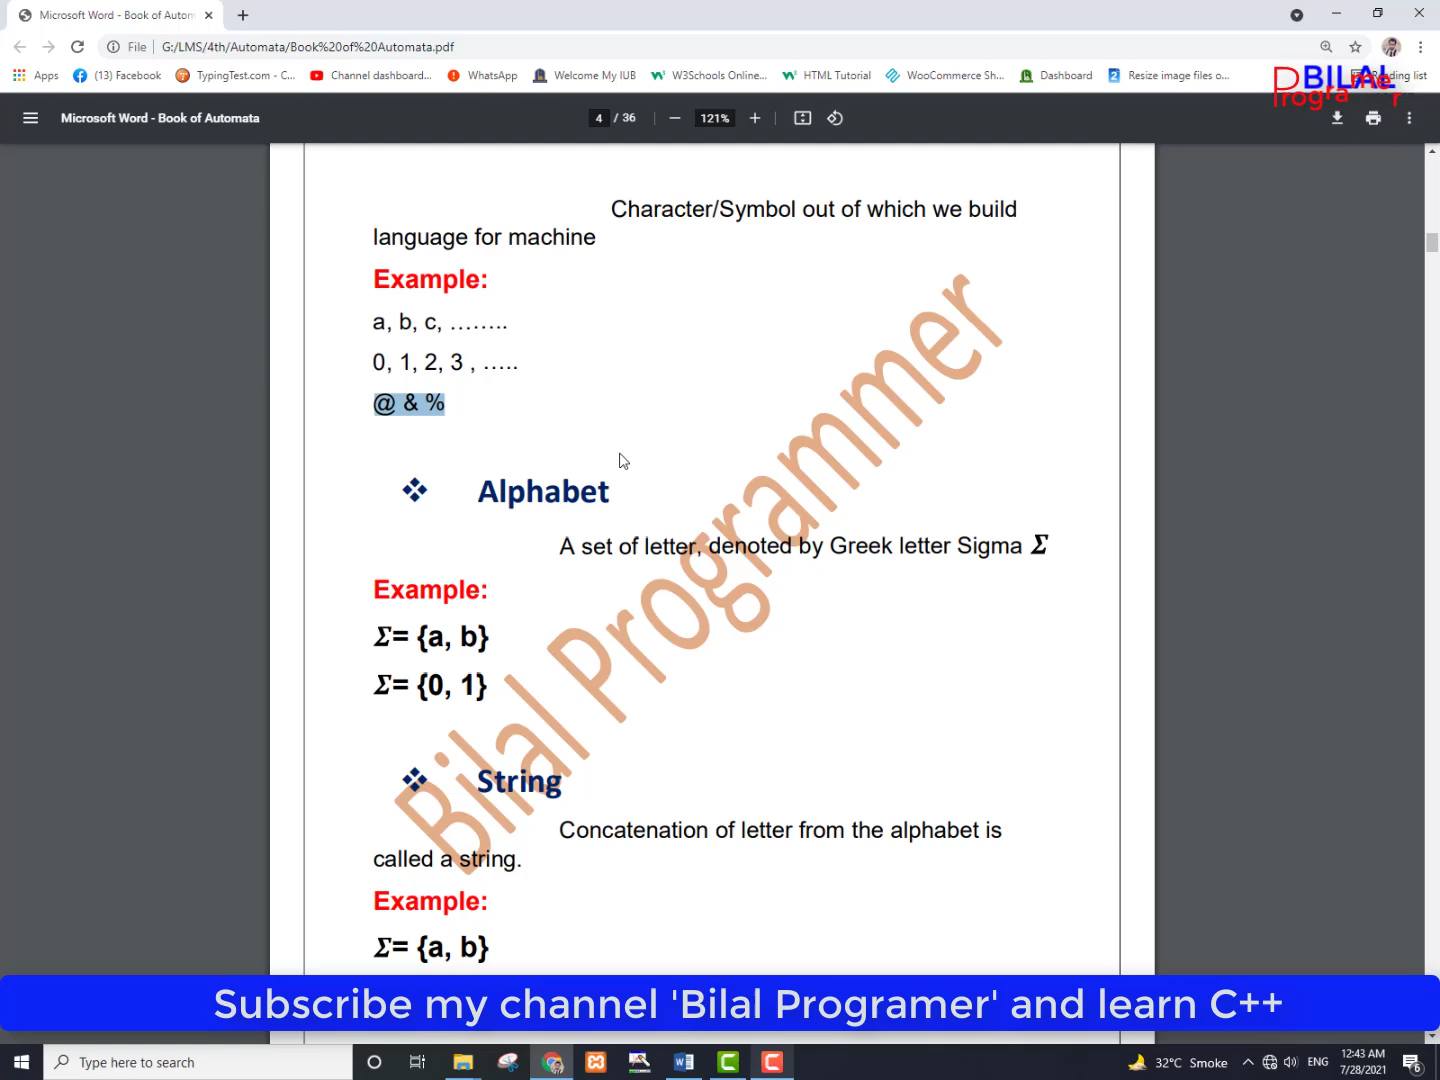 Microsoft Word - Book of Autom
File
G:/LMS/4th/Automata/Book%20of%20Automata.pdf
Apps
(13) Facebook
TypingTest.com - C...
Channel dashboard...
WhatsApp
Welcome My IUB
W3Schools Online...
HTML Tutorial
WooCommerce Sh...
Dashboard
Resize image files o...
Reading list
BILAL
Programer
Microsoft Word - Book of Automata
4 / 36
121%
Character/Symbol out of which we build
language for machine
Example:
a, b, c, ........
0, 1, 2, 3 , .....
@ & %
❖ Alphabet
A set of letter, denoted by Greek letter Sigma Σ
Example:
Σ= {a, b}
Σ= {0, 1}
❖ String
Concatenation of letter from the alphabet is
called a string.
Example:
Σ= {a, b}
Bilal Programmer
Subscribe my channel 'Bilal Programer' and learn C++
Type here to search
32°C Smoke
ENG
12:43 AM
7/28/2021
6